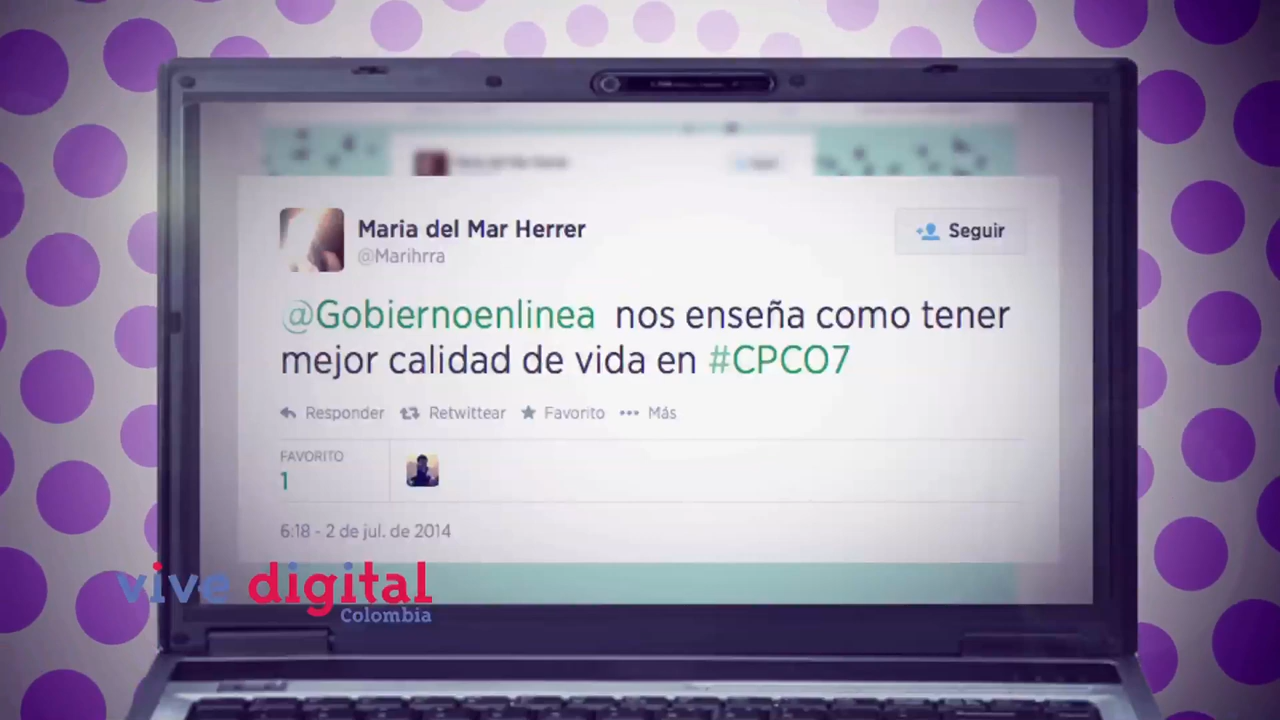 Maria del Mar Herrer
Seguir
@Marihrra
@Gobiernoenlinea nos enseña como tener
mejor calidad de vida en #CPCO7
Responder Retwittear Favorito Más
FAVORITO
1
6:18 - 2 de jul. de 2014
vive digital
Colombia